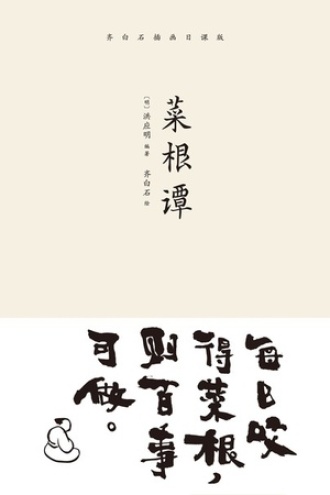 齐白石插画日课版
菜根谭
〔明〕洪应明 编著
齐白石 绘
每日咬
得菜根，
则百事
可做。